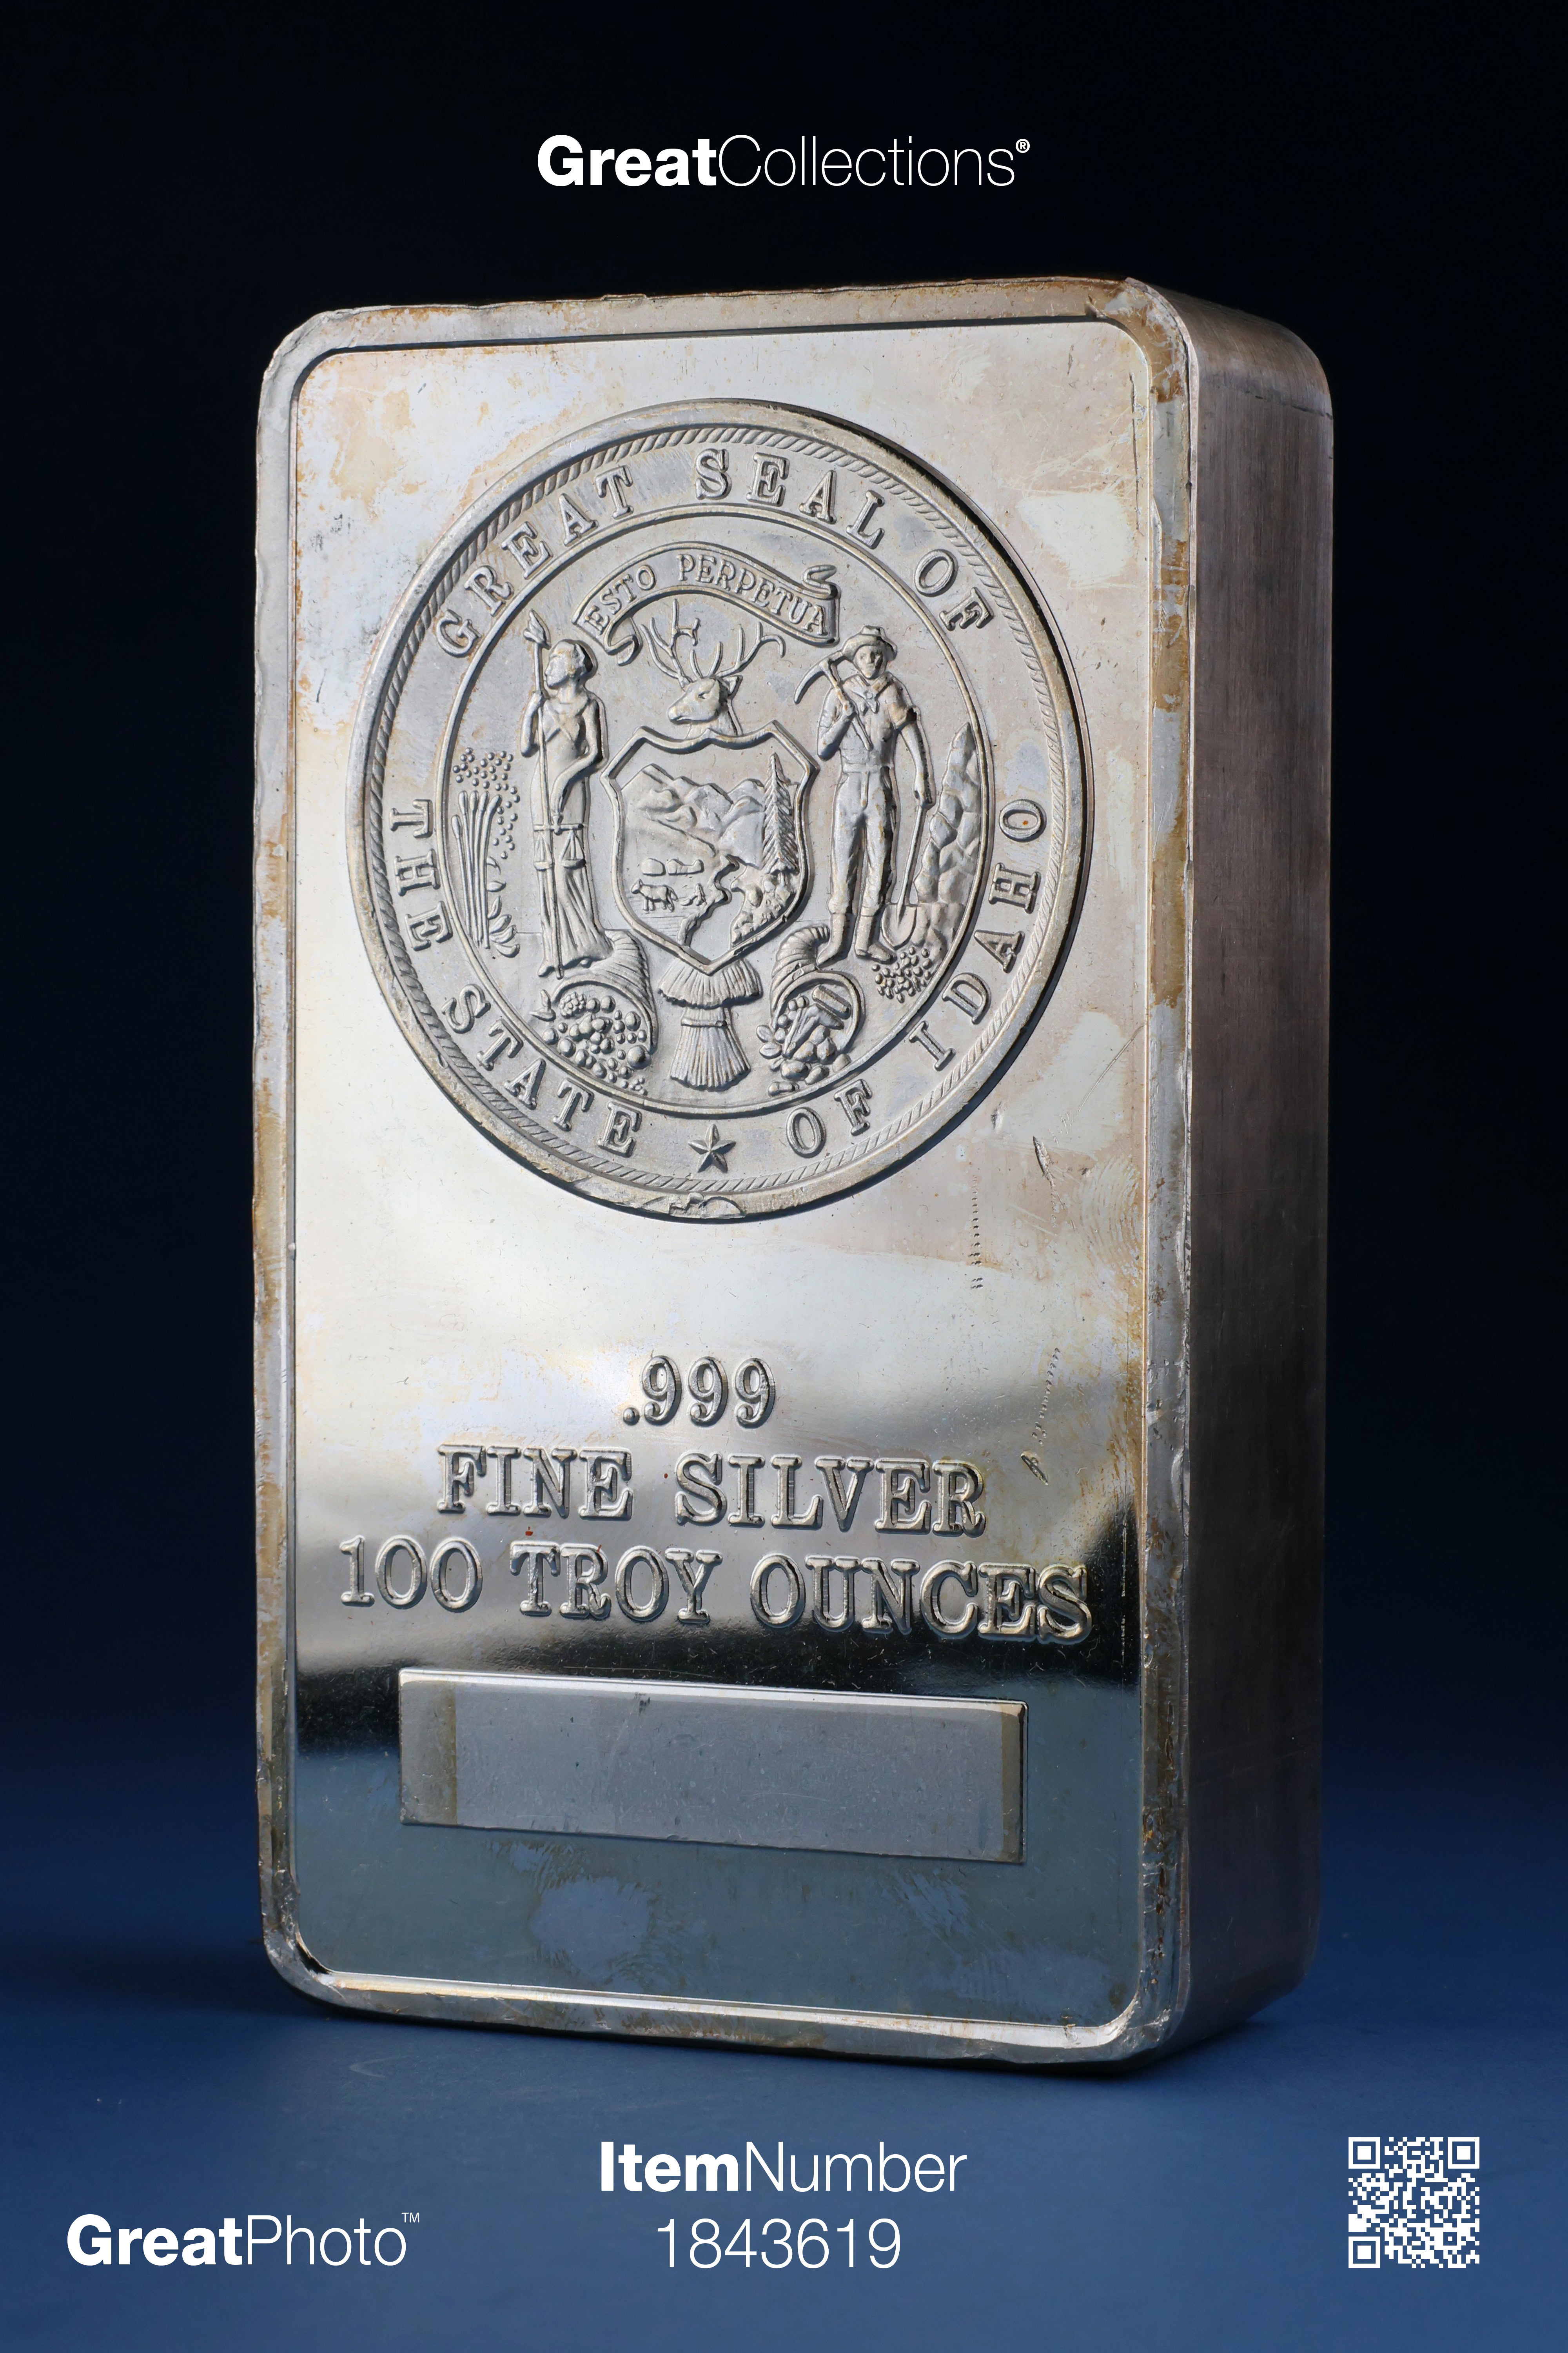 GreatCollections®
THE GREAT SEAL OF
STATE ★ OF IDAHO
ESTO PERPETUA
.999
FINE SILVER
100 TROY OUNCES
ItemNumber
1843619
GreatPhoto™